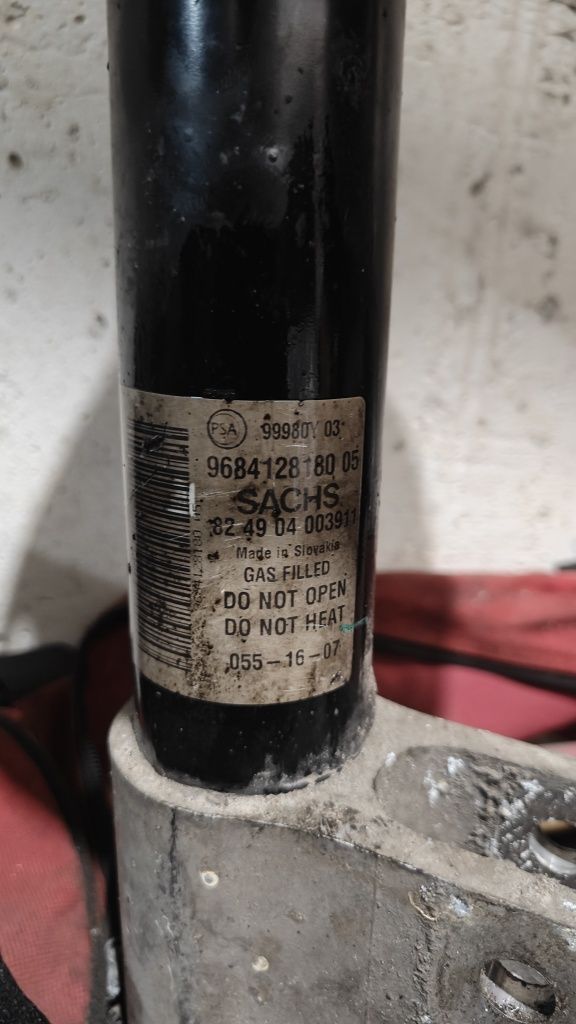 PSA 99980Y 03
9684128180 05
SACHS
82 49 04 003911
Made in Slovakia
GAS FILLED
DO NOT OPEN
DO NOT HEAT
055-16-07